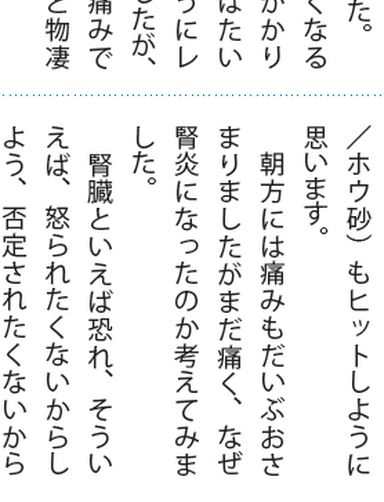 た。
くなる
かかり
はたい
うにレ
したが、
痛みで
と物凄
／ホウ砂）もヒットしように
思います。
朝方には痛みもだいぶおさ
まりましたがまだ痛く、なぜ
腎炎になったのか考えてみま
した。
腎臓といえば恐れ、そうい
えば、怒られたくないからし
よう、否定されたくないから